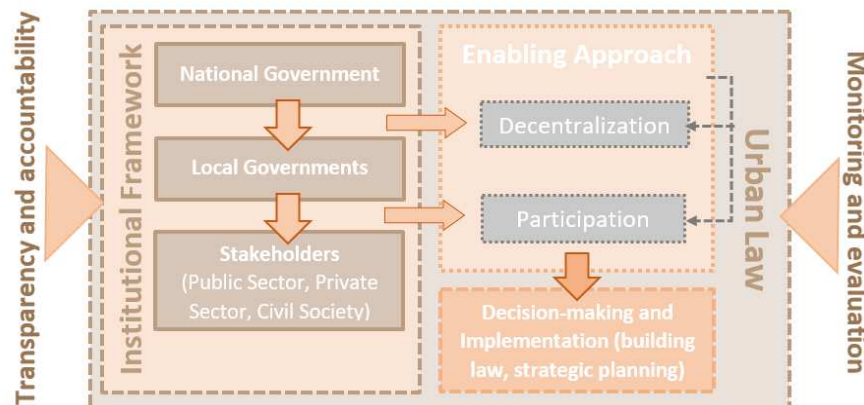 Transparency and accountability
Institutional Framework
National Government
Local Governments
Stakeholders
(Public Sector, Private
Sector, Civil Society)
Enabling Approach
Decentralization
Participation
Decision-making and
Implementation (building
law, strategic planning)
Urban Law
Monitoring and evaluation